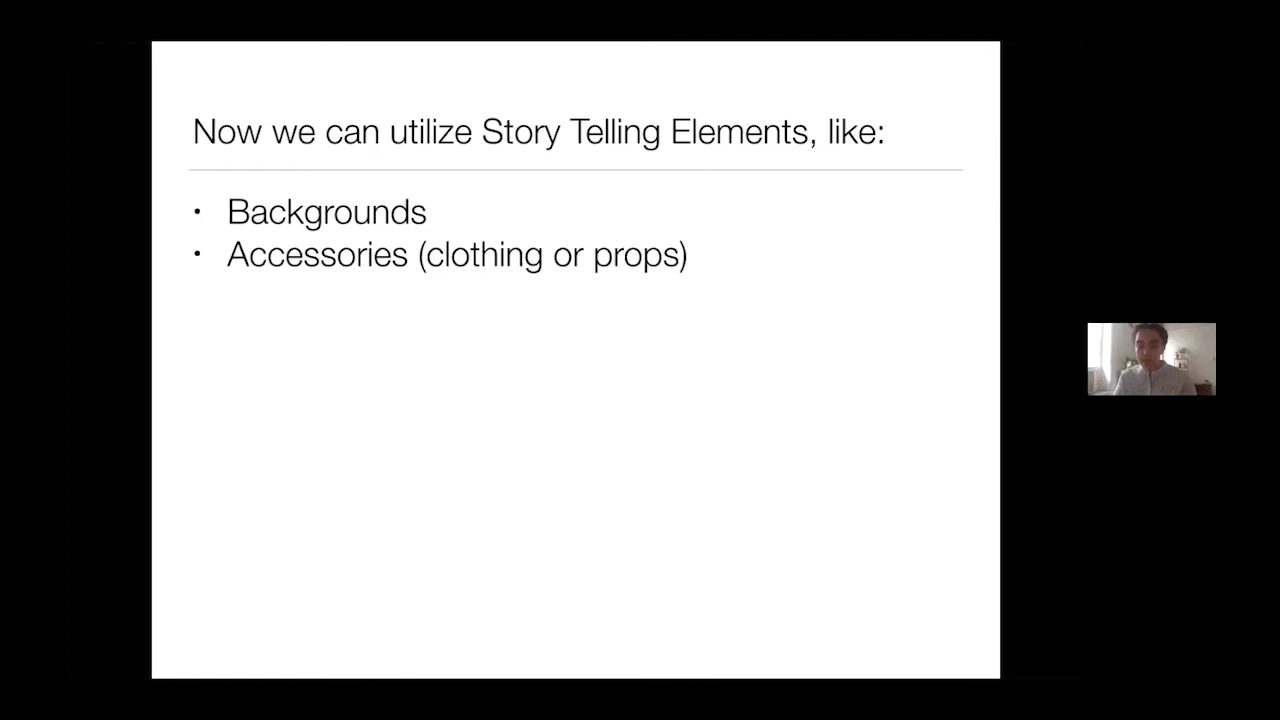 Now we can utilize Story Telling Elements, like:
• Backgrounds
• Accessories (clothing or props)